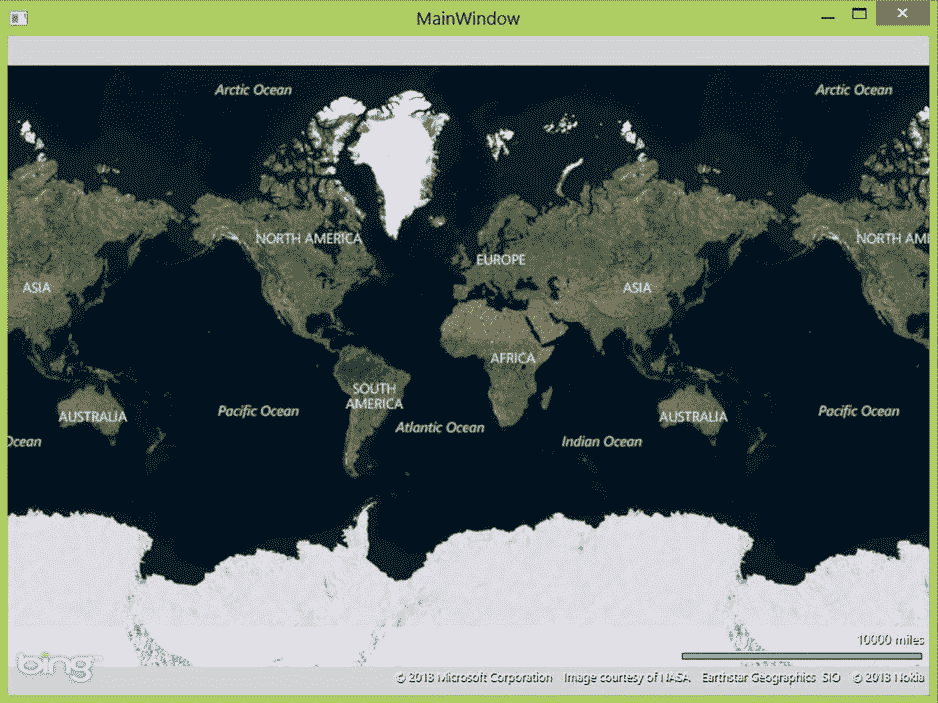 MainWindow
Arctic Ocean
Arctic Ocean
NORTH AMERICA
NORTH AM
EUROPE
ASIA
ASIA
AFRICA
SOUTH
AMERICA
AUSTRALIA
Pacific Ocean
AUSTRALIA
Pacific Ocean
Atlantic Ocean
Ocean
Indian Ocean
10000 miles
bing
© 2013 Microsoft Corporation Image courtesy of NASA Earthstar Geographics SIO © 2013 Nokia